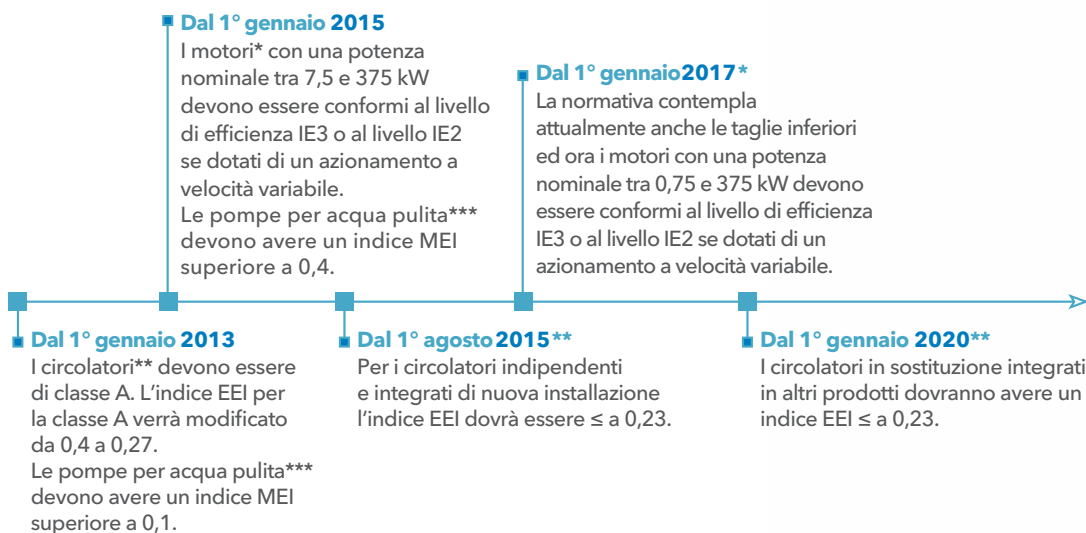 Dal 1° gennaio 2015
I motori* con una potenza
nominale tra 7,5 e 375 kW
devono essere conformi al livello
di efficienza IE3 o al livello IE2
se dotati di un azionamento a
velocità variabile.
Le pompe per acqua pulita***
devono avere un indice MEI
superiore a 0,4.
Dal 1° gennaio2017*
La normativa contempla
attualmente anche le taglie inferiori
ed ora i motori con una potenza
nominale tra 0,75 e 375 kW devono
essere conformi al livello di efficienza
IE3 o al livello IE2 se dotati di un
azionamento a velocità variabile.
Dal 1° gennaio 2013
I circolatori** devono essere
di classe A. L’indice EEI per
la classe A verrà modificato
da 0,4 a 0,27.
Le pompe per acqua pulita***
devono avere un indice MEI
superiore a 0,1.
Dal 1° agosto 2015**
Per i circolatori indipendenti
e integrati di nuova installazione
l’indice EEI dovrà essere ≤ a 0,23.
Dal 1° gennaio 2020**
I circolatori in sostituzione integrati
in altri prodotti dovranno avere un
indice EEI ≤ a 0,23.